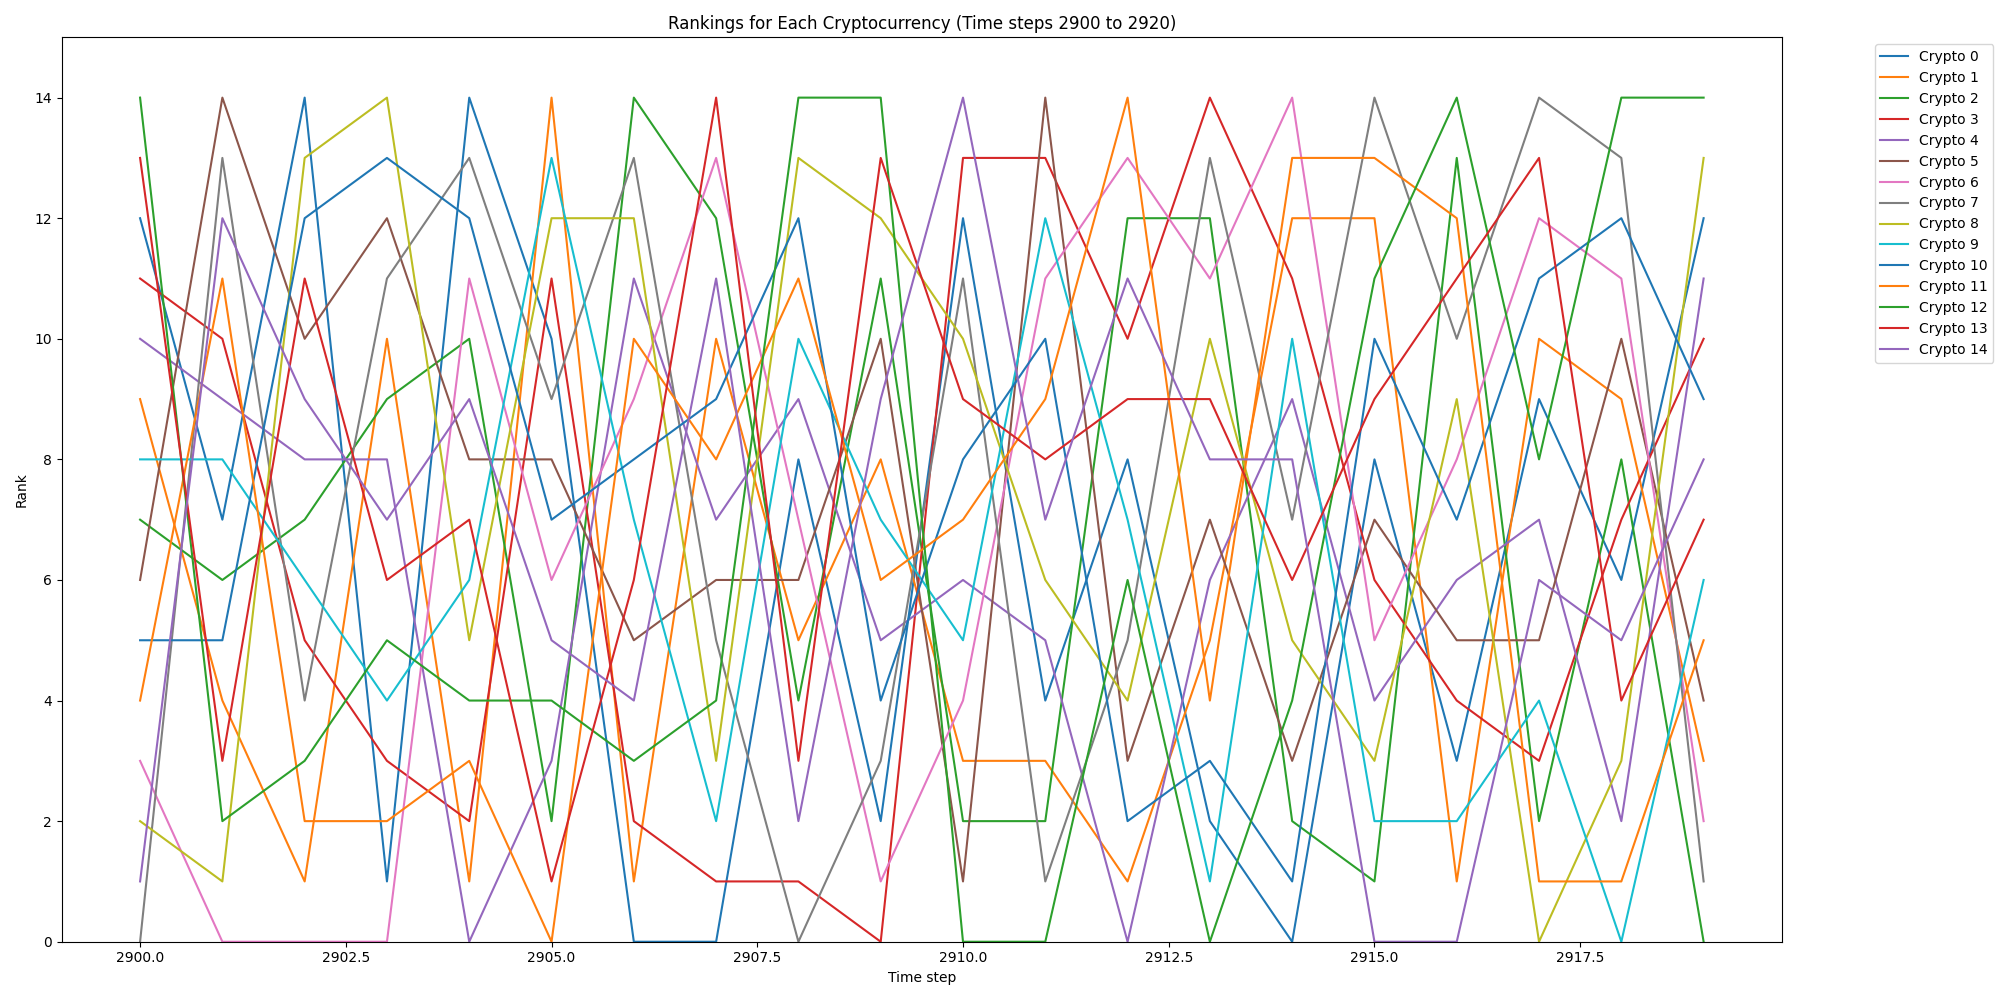 Rankings for Each Cryptocurrency (Time steps 2900 to 2920)
Rank
14
12
10
8
6
4
2
0
2900.0 2902.5 2905.0 2907.5 2910.0 2912.5 2915.0 2917.5
Time step
Crypto 0
Crypto 1
Crypto 2
Crypto 3
Crypto 4
Crypto 5
Crypto 6
Crypto 7
Crypto 8
Crypto 9
Crypto 10
Crypto 11
Crypto 12
Crypto 13
Crypto 14